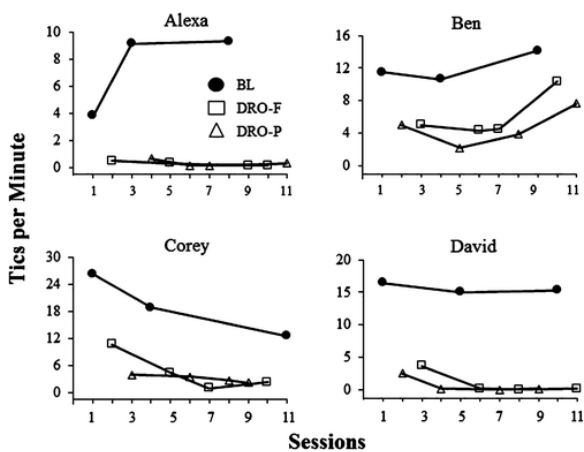 Alexa
10
8
6
4
2
0
1 3 5 7 9 11
BL
DRO-F
DRO-P
Ben
16
12
8
4
0
1 3 5 7 9 11
Tics per Minute
Corey
30
24
18
12
6
0
1 3 5 7 9 11
David
20
15
10
5
0
1 3 5 7 9 11
Sessions